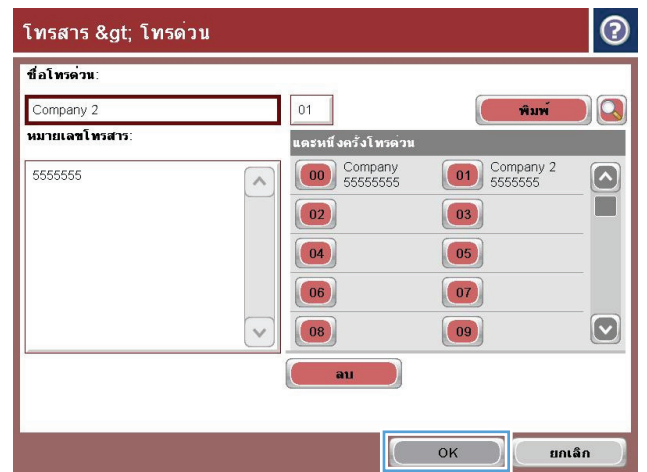 โทรสาร &gt; โทรด่วน
?
ชื่อโทรด่วน:
Company 2
01
พิมพ์
หมายเลขโทรสาร:
5555555
แตะหนึ่งครั้งโทรด่วน
00 Company 55555555
01 Company 2 5555555
02
03
04
05
06
07
08
09
ลบ
OK
ยกเลิก